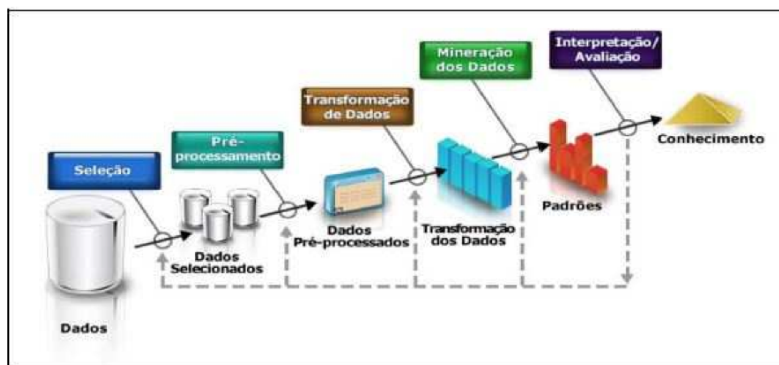 Interpretação/
Avaliação
Mineração
dos Dados
Transformação
de Dados
Pré-
processamento
Seleção
Conhecimento
Padrões
Transformação
dos Dados
Dados
Pré-processados
Dados
Selecionados
Dados